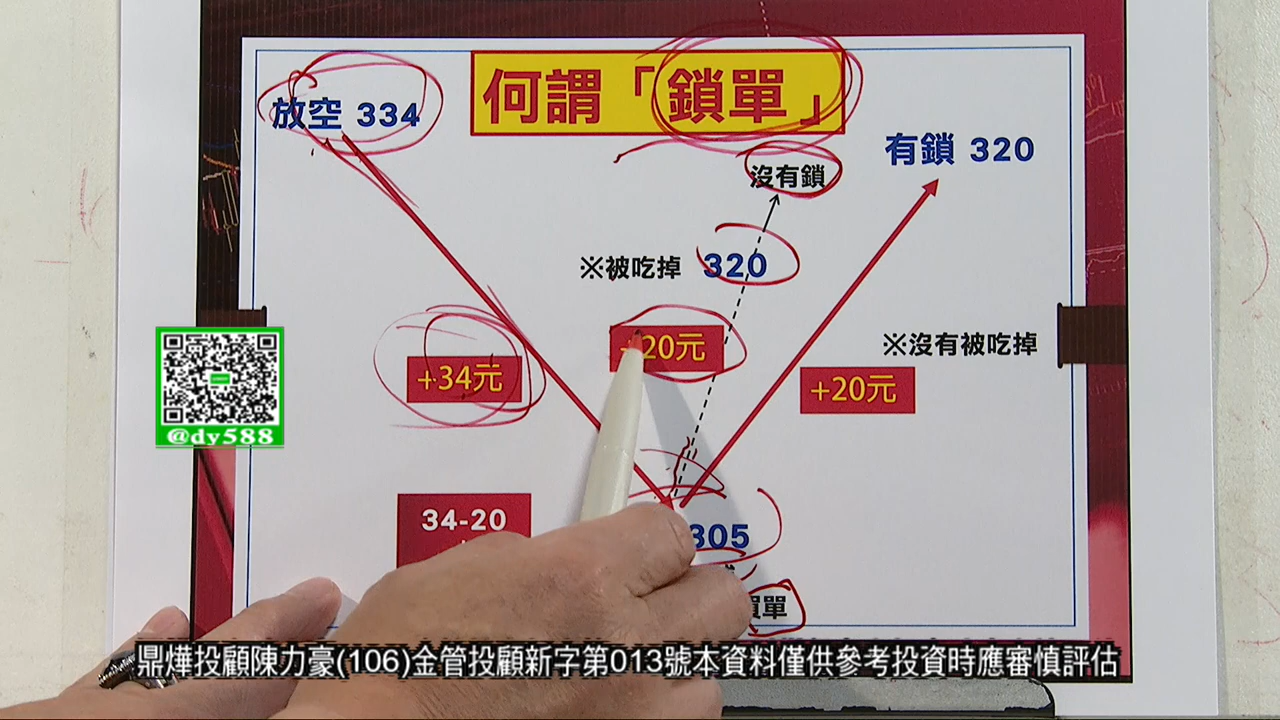 何謂「鎖單」
放空 334
有鎖 320
沒有鎖
※被吃掉 320
※沒有被吃掉
20元
+34元
+20元
@dy588
34-20
305
單
鼎燁投顧陳力豪(106)金管投顧新字第013號本資料僅供參考投資時應審慎評估